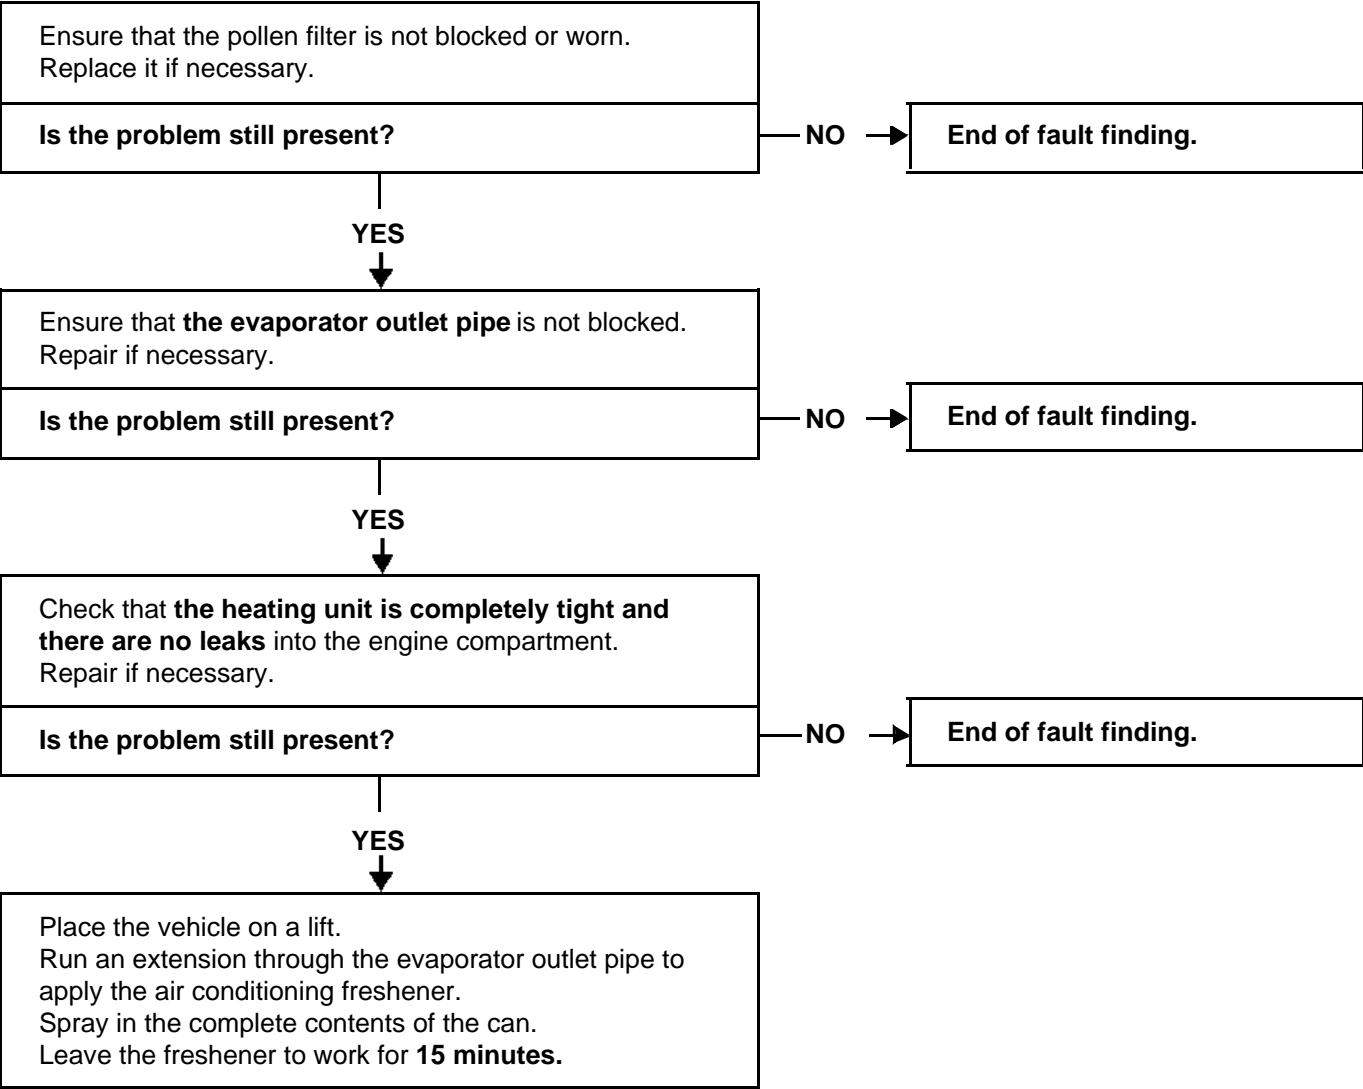 Ensure that the pollen filter is not blocked or worn.
Replace it if necessary.
Is the problem still present?
NO
End of fault finding.
YES
Ensure that the evaporator outlet pipe is not blocked.
Repair if necessary.
Is the problem still present?
NO
End of fault finding.
YES
Check that the heating unit is completely tight and
there are no leaks into the engine compartment.
Repair if necessary.
Is the problem still present?
NO
End of fault finding.
YES
Place the vehicle on a lift.
Run an extension through the evaporator outlet pipe to
apply the air conditioning freshener.
Spray in the complete contents of the can.
Leave the freshener to work for 15 minutes.